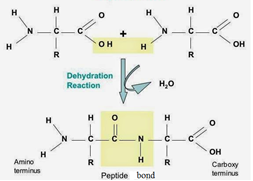 H H O H H O
N — C — C + N — C — C
H R OH H R OH
Dehydration
Reaction
H₂O
H H O H O
N — C — C — N — C — C
H R H R OH
Amino
terminus
Carboxy
terminus
Peptide bond